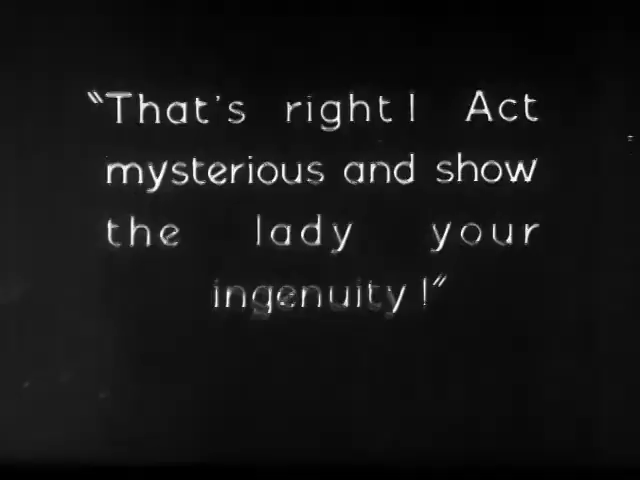 "That's right! Act
mysterious and show
the lady your
ingenuity!"